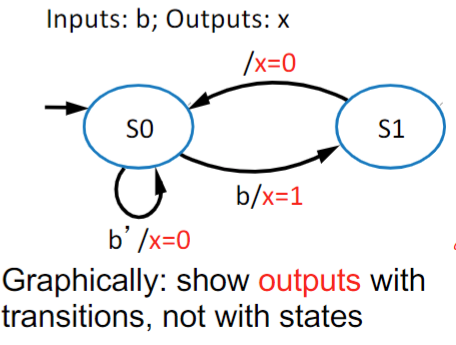 Inputs: b; Outputs: x
/x=0
S0
S1
b/x=1
b’ /x=0
Graphically: show outputs with
transitions, not with states